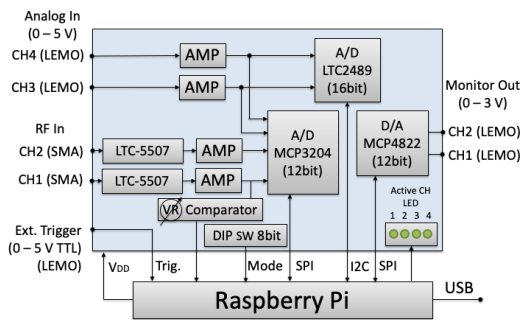 Analog In
(0 – 5 V)
CH4 (LEMO)
AMP
A/D
LTC2489
(16bit)
CH3 (LEMO)
AMP
Monitor Out
(0 – 3 V)
RF In
A/D
MCP3204
(12bit)
D/A
MCP4822
(12bit)
CH2 (LEMO)
CH1 (LEMO)
CH2 (SMA)
LTC-5507
AMP
CH1 (SMA)
LTC-5507
AMP
Active CH
LED
1 2 3 4
VR Comparator
DIP SW 8bit
Ext. Trigger
(0 – 5 V TTL)
(LEMO)
VDD
Trig.
Mode
SPI
I2C
SPI
Raspberry Pi
USB